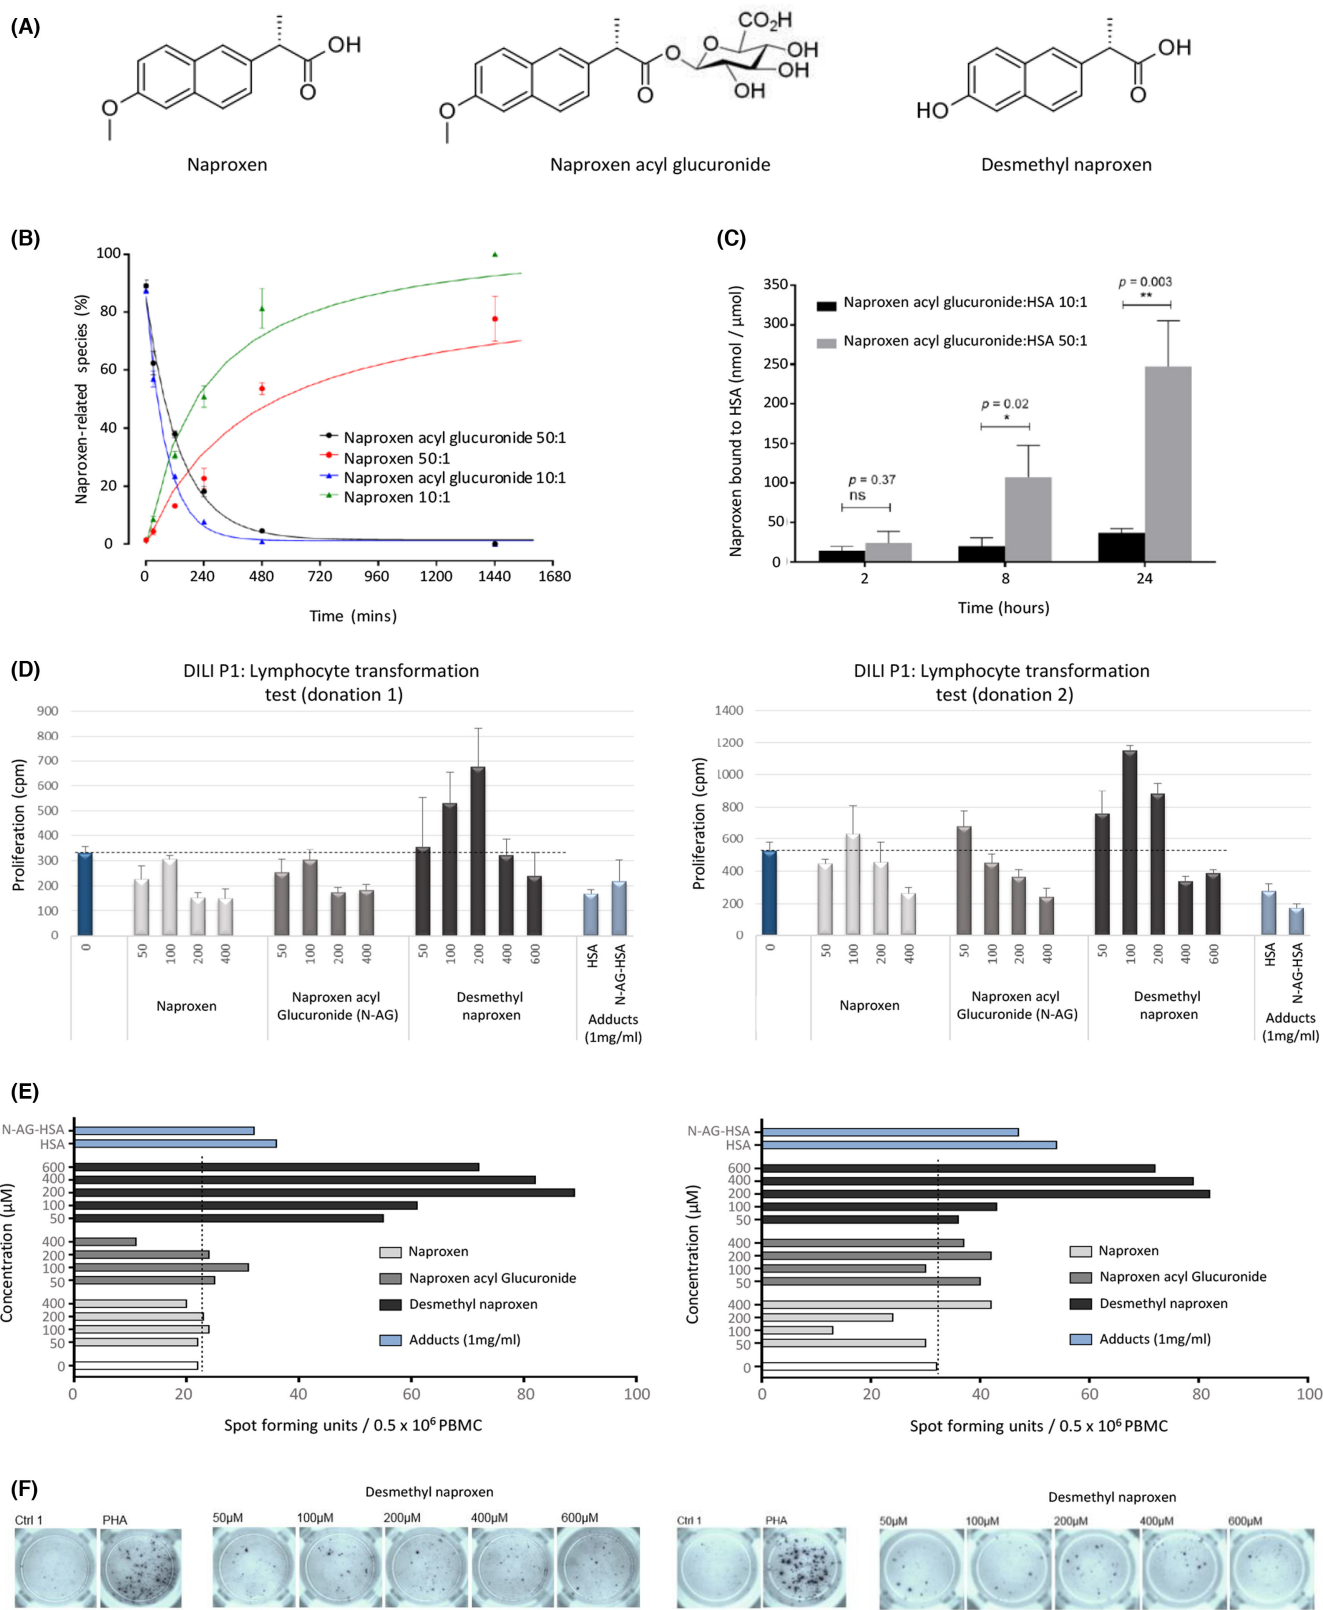 (A)
CO₂H
OH
O
O
OH
OH
OH
O
O
O
Naproxen
O
OH
O
HO
Naproxen acyl glucuronide
Desmethyl naproxen
(B)
Naproxen-related species (%)
100
80
60
40
20
0
Naproxen acyl glucuronide 50:1
Naproxen 50:1
Naproxen acyl glucuronide 10:1
Naproxen 10:1
0 240 480 720 960 1200 1440 1680
Time (mins)
(C)
Naproxen bound to HSA (nmol / µmol)
350
300
250
200
150
100
50
0
Naproxen acyl glucuronide:HSA 10:1
Naproxen acyl glucuronide:HSA 50:1
p = 0.37
ns
p = 0.02
*
p = 0.003
**
2 8 24
Time (hours)
(D)
DILI P1: Lymphocyte transformation
test (donation 1)
Proliferation (cpm)
900
800
700
600
500
400
300
200
100
0
0 50 100 200 400 50 100 200 400 50 100 200 400 600 HSA N-AG-HSA
Naproxen
Naproxen acyl
Glucuronide (N-AG)
Desmethyl
naproxen
Adducts
(1mg/ml)
DILI P1: Lymphocyte transformation
test (donation 2)
Proliferation (cpm)
1400
1200
1000
800
600
400
200
0
0 50 100 200 400 50 100 200 400 50 100 200 400 600 HSA N-AG-HSA
Naproxen
Naproxen acyl
Glucuronide (N-AG)
Desmethyl
naproxen
Adducts
(1mg/ml)
(E)
Concentration (µM)
N-AG-HSA
HSA
600
400
200
100
50
400
200
100
50
400
200
100
50
0
Naproxen
Naproxen acyl Glucuronide
Desmethyl naproxen
Adducts (1mg/ml)
0 20 40 60 80 100
Spot forming units / 0.5 x 10⁶ PBMC
Concentration (µM)
N-AG-HSA
HSA
600
400
200
100
50
400
200
100
50
400
200
100
50
0
Naproxen
Naproxen acyl Glucuronide
Desmethyl naproxen
Adducts (1mg/ml)
0 20 40 60 80 100
Spot forming units / 0.5 x 10⁶ PBMC
(F)
Desmethyl naproxen
Ctrl 1 PHA 50µM 100µM 200µM 400µM 600µM
Desmethyl naproxen
Ctrl 1 PHA 50µM 100µM 200µM 400µM 600µM